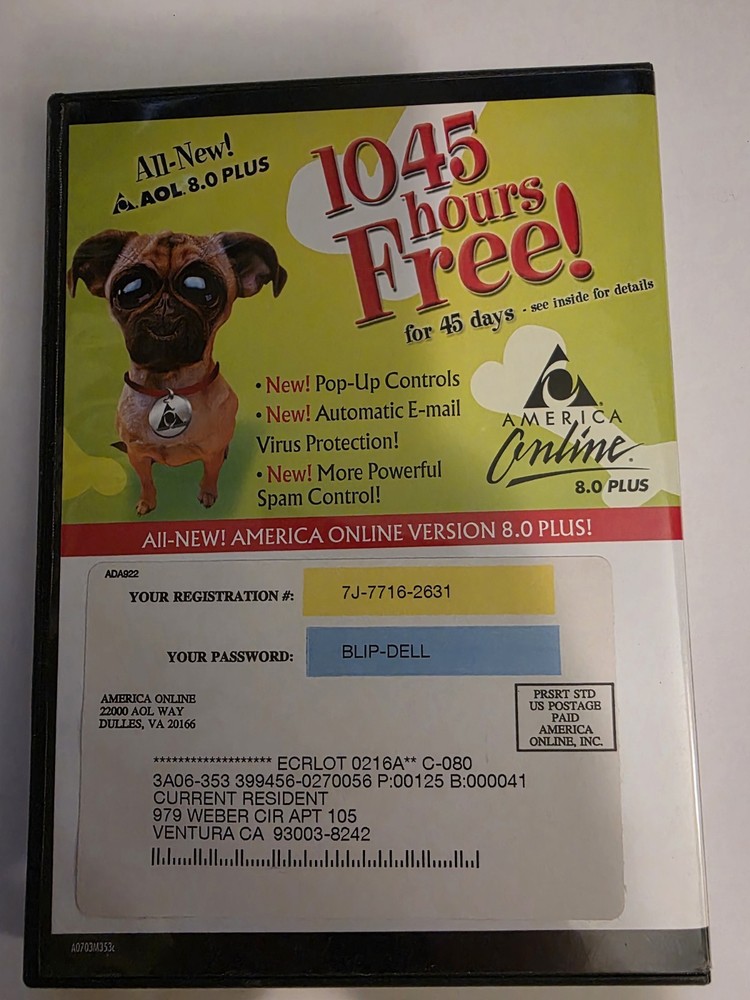 All-New!
AOL 8.0 PLUS
1045
hours
Free!
for 45 days - see inside for details
• New! Pop-Up Controls
• New! Automatic E-mail
Virus Protection!
• New! More Powerful
Spam Control!
AMERICA
Online®
8.0 PLUS
All-NEW! AMERICA ONLINE VERSION 8.0 PLUS!
ADA922
YOUR REGISTRATION #: 7J-7716-2631
YOUR PASSWORD: BLIP-DELL
AMERICA ONLINE
22000 AOL WAY
DULLES, VA 20166
PRSRT STD
US POSTAGE
PAID
AMERICA
ONLINE, INC.
******************* ECRLOT 0216A** C-080
3A06-353 399456-0270056 P:00125 B:000041
CURRENT RESIDENT
979 WEBER CIR APT 105
VENTURA CA 93003-8242
A0703M353c